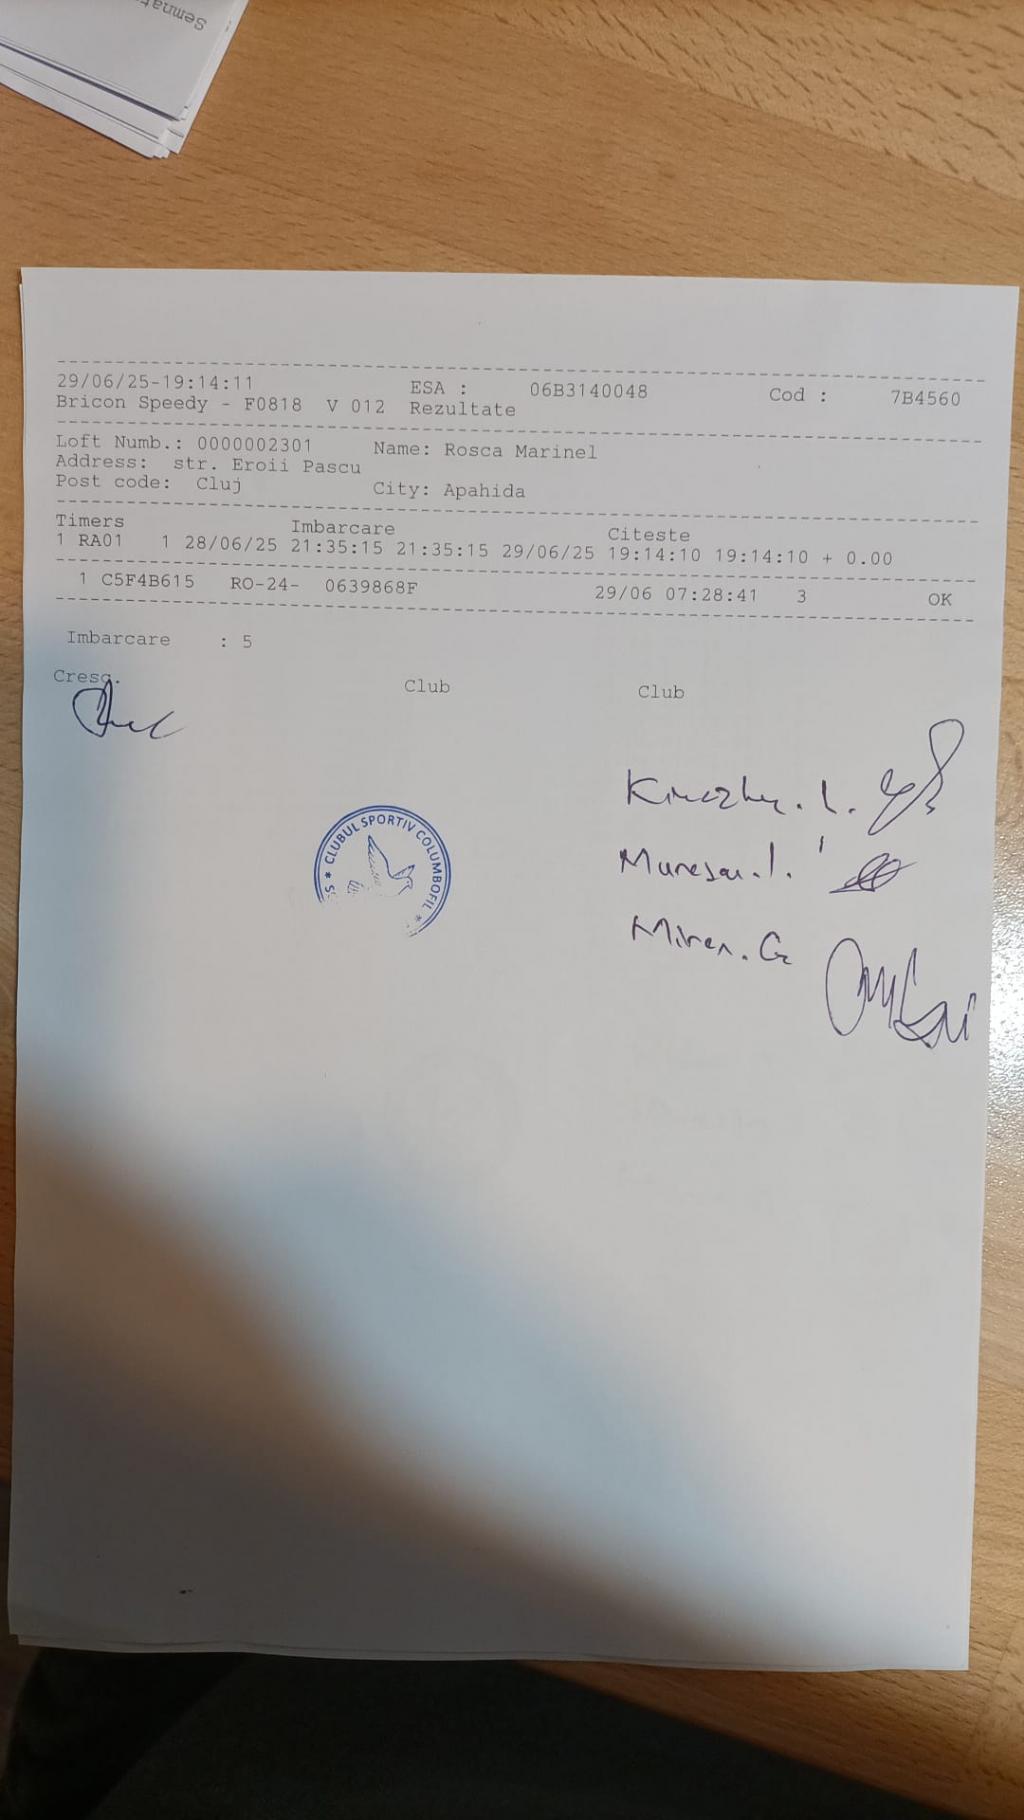 Semnat
29/06/25-19:14:11 ESA : 06B3140048 Cod : 7B4560
Bricon Speedy - F0818 V 012 Rezultate
Loft Numb.: 0000002301 Name: Rosca Marinel
Address: str. Eroii Pascu
Post code: Cluj City: Apahida
Timers Imbarcare Citeste
1 RA01 1 28/06/25 21:35:15 21:35:15 29/06/25 19:14:10 19:14:10 + 0.00
1 C5F4B615 RO-24- 0639868F 29/06 07:28:41 3 OK
Imbarcare : 5
Cresc. Club Club
* CLUBUL SPORTIV COLUMBOFIL *
Muresan. I.
Miren. G